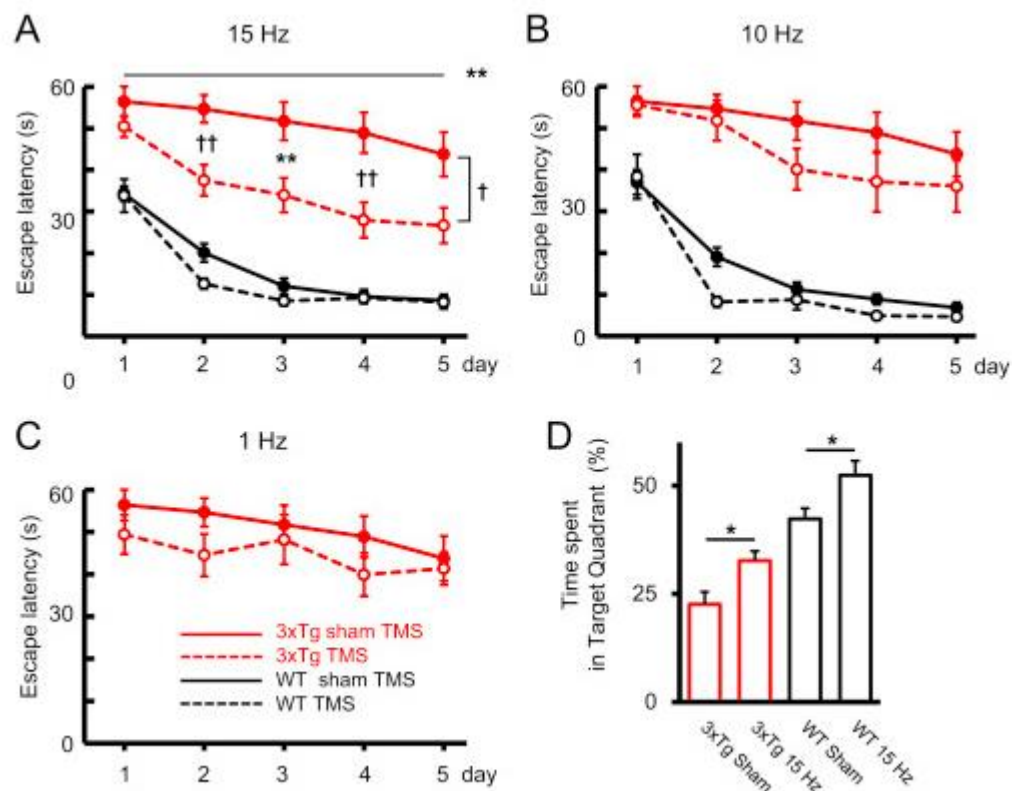 A
15 Hz
**
60
30
0
Escape latency (s)
††
**
††
†
1 2 3 4 5 day
B
10 Hz
60
30
0
Escape latency (s)
1 2 3 4 5 day
C
1 Hz
60
30
0
Escape latency (s)
3xTg sham TMS
3xTg TMS
WT sham TMS
WT TMS
1 2 3 4 5 day
D
Time spent
in Target Quadrant (%)
50
25
0
*
*
3xTg Sham
3xTg 15 Hz
WT Sham
WT 15 Hz